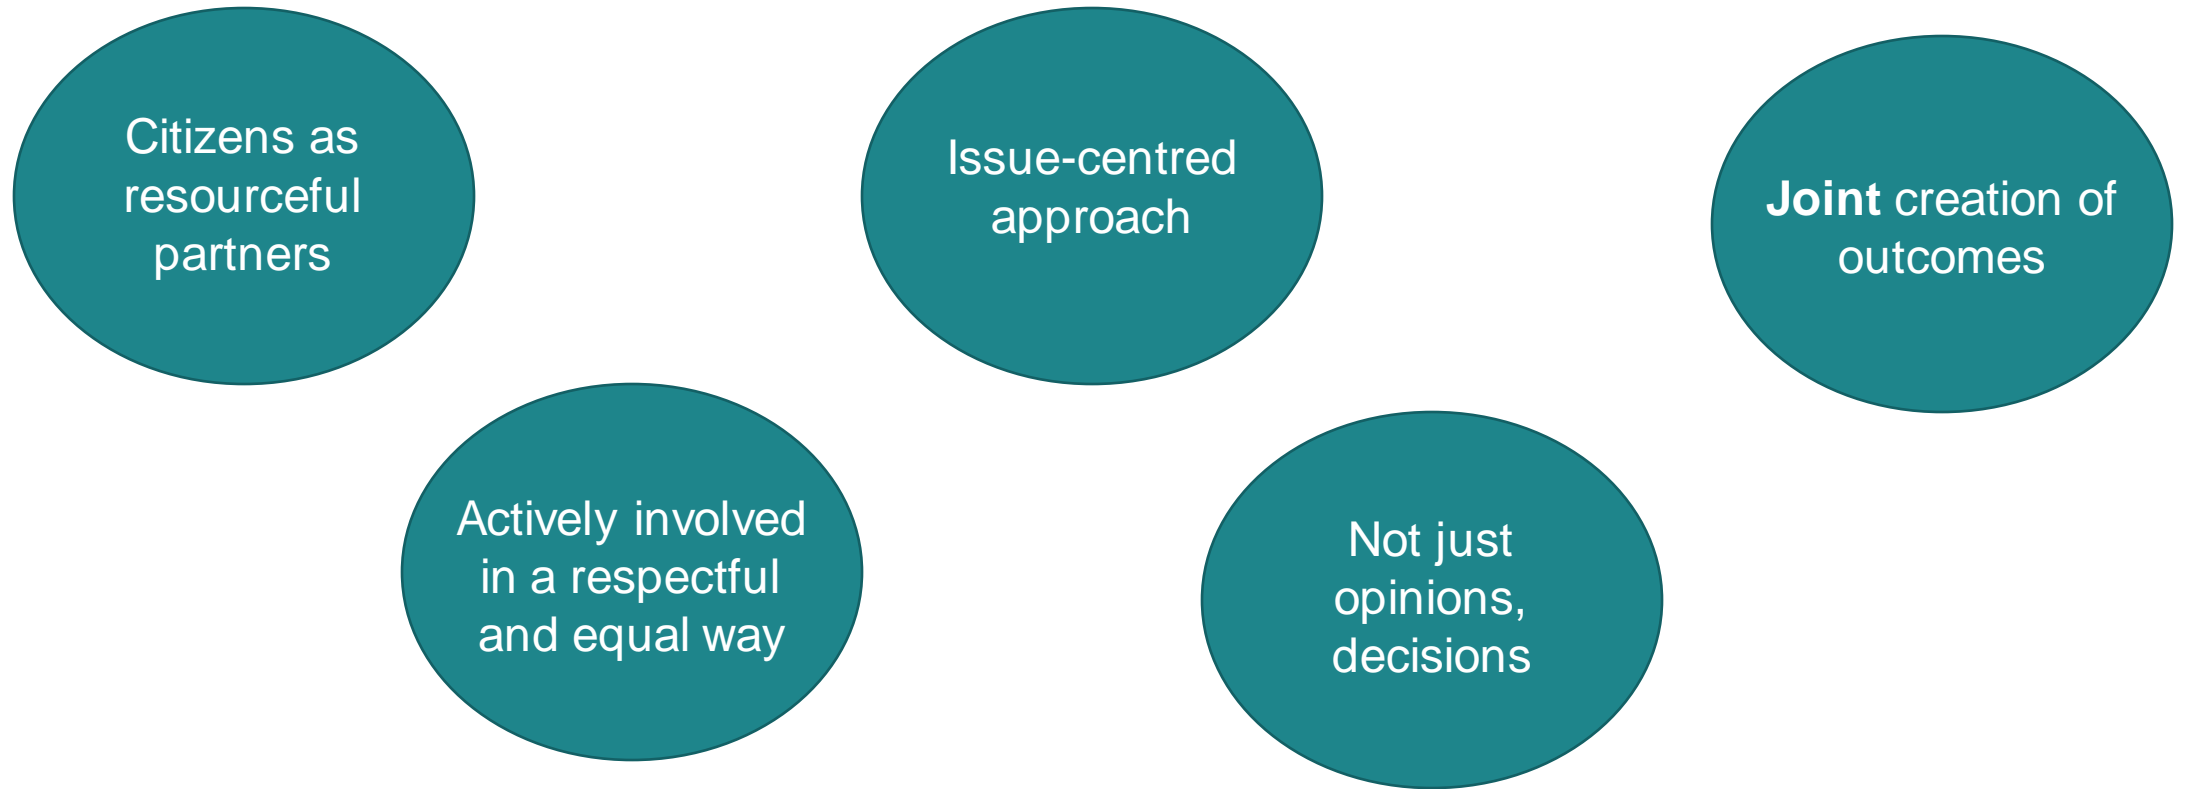 Citizens as
resourceful
partners
Actively involved
in a respectful
and equal way
Issue-centred
approach
Not just
opinions,
decisions
Joint creation of
outcomes